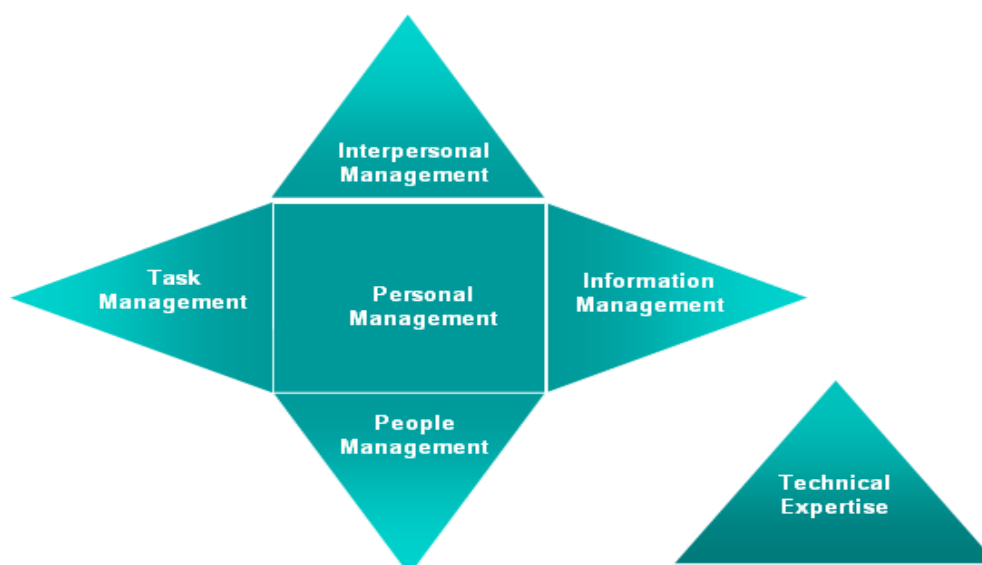 Interpersonal
Management
Task
Management
Personal
Management
Information
Management
People
Management
Technical
Expertise